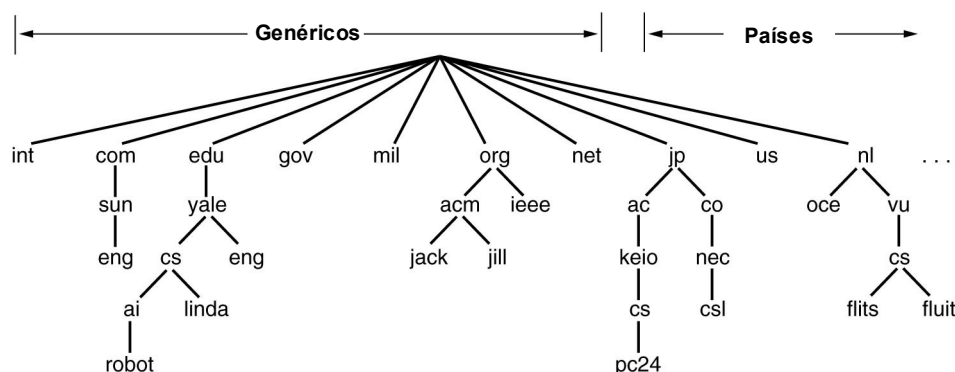 Genéricos Países
int com edu gov mil org net jp us nl . . .
sun yale acm ieee ac co oce vu
eng cs eng jack jill keio nec cs
ai linda cs csl flits fluit
robot pc24